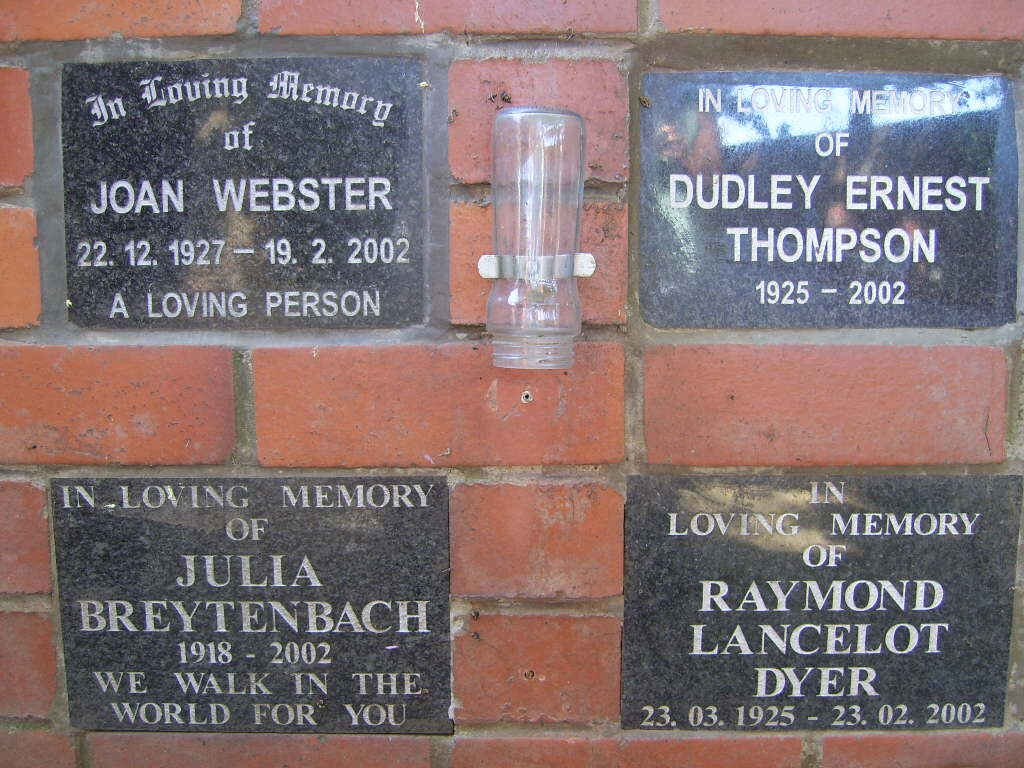 In Loving Memory
of
JOAN WEBSTER
22. 12. 1927 – 19. 2. 2002
A LOVING PERSON
IN LOVING MEMORY
OF
DUDLEY ERNEST
THOMPSON
1925 – 2002
IN LOVING MEMORY
OF
JULIA
BREYTENBACH
1918 - 2002
WE WALK IN THE
WORLD FOR YOU
IN
LOVING MEMORY
OF
RAYMOND
LANCELOT
DYER
23. 03. 1925 - 23. 02. 2002